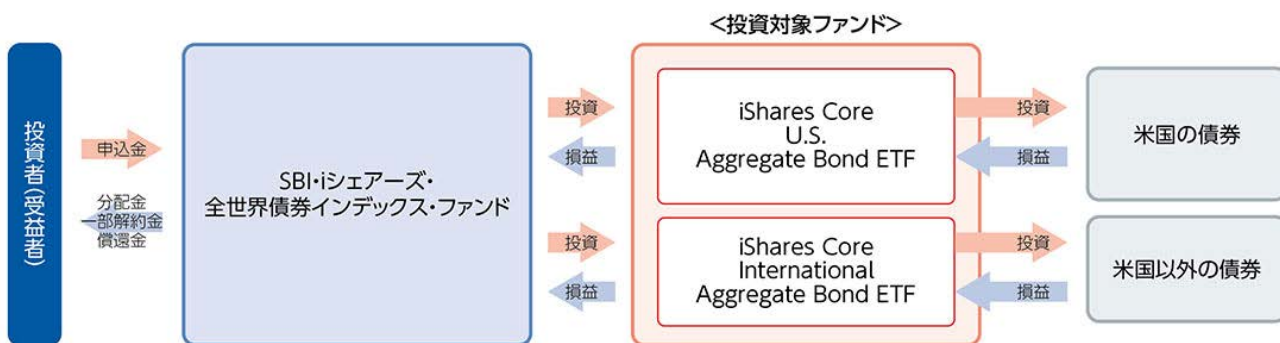 <投資対象ファンド>
投資者(受益者)
申込金
分配金
一部解約金
償還金
SBI・iシェアーズ・
全世界債券インデックス・ファンド
投資
損益
iShares Core
U.S.
Aggregate Bond ETF
投資
損益
米国の債券
投資
損益
iShares Core
International
Aggregate Bond ETF
投資
損益
米国以外の債券